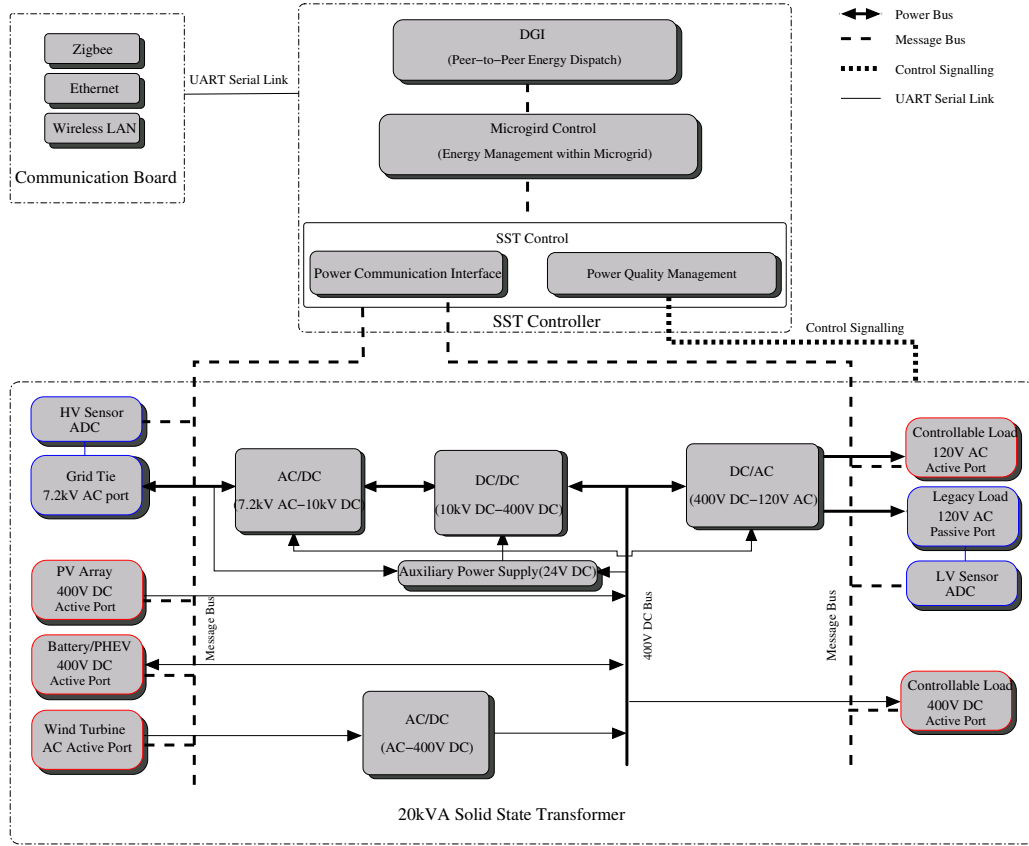 Zigbee
Ethernet
Wireless LAN
Communication Board
UART Serial Link
DGI
(Peer-to-Peer Energy Dispatch)
Microgird Control
(Energy Management within Microgrid)
SST Control
Power Communication Interface
Power Quality Management
SST Controller
Power Bus
Message Bus
Control Signalling
UART Serial Link
Control Signalling
HV Sensor
ADC
Grid Tie
7.2kV AC port
AC/DC
(7.2kV AC-10kV DC)
DC/DC
(10kV DC-400V DC)
DC/AC
(400V DC-120V AC)
Controllable Load
120V AC
Active Port
Legacy Load
120V AC
Passive Port
LV Sensor
ADC
Auxiliary Power Supply(24V DC)
PV Array
400V DC
Active Port
Message Bus
400V DC Bus
Message Bus
Battery/PHEV
400V DC
Active Port
Wind Turbine
AC Active Port
AC/DC
(AC-400V DC)
Controllable Load
400V DC
Active Port
20kVA Solid State Transformer